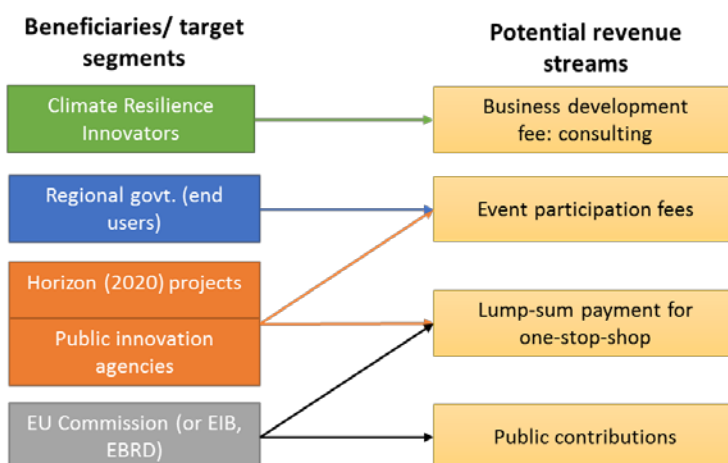 Beneficiaries/ target
segments
Potential revenue
streams
Climate Resilience
Innovators
Business development
fee: consulting
Regional govt. (end
users)
Event participation fees
Horizon (2020) projects
Public innovation
agencies
Lump-sum payment for
one-stop-shop
EU Commission (or EIB,
EBRD)
Public contributions